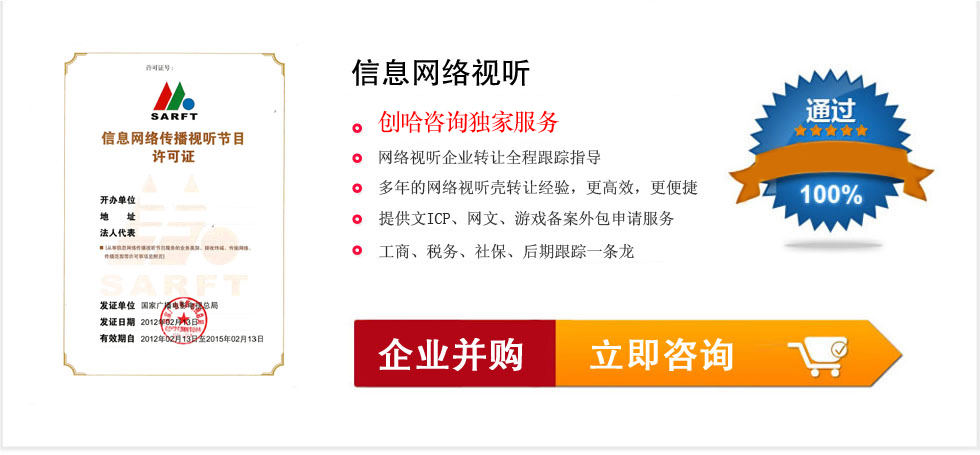 许可证号：
SARFT
信息网络传播视听节目
许可证
开办单位
地 址
法人代表
发证单位 国家广播电影电视总局
发证日期 2012年02月13日
有效期自 2012年02月13日至2015年02月13日
信息网络视听
创哈咨询独家服务
网络视听企业转让全程跟踪指导
多年的网络视听壳转让经验，更高效，更便捷
提供文ICP、网文、游戏备案外包申请服务
工商、税务、社保、后期跟踪一条龙
企业并购 立即咨询
通过
100%